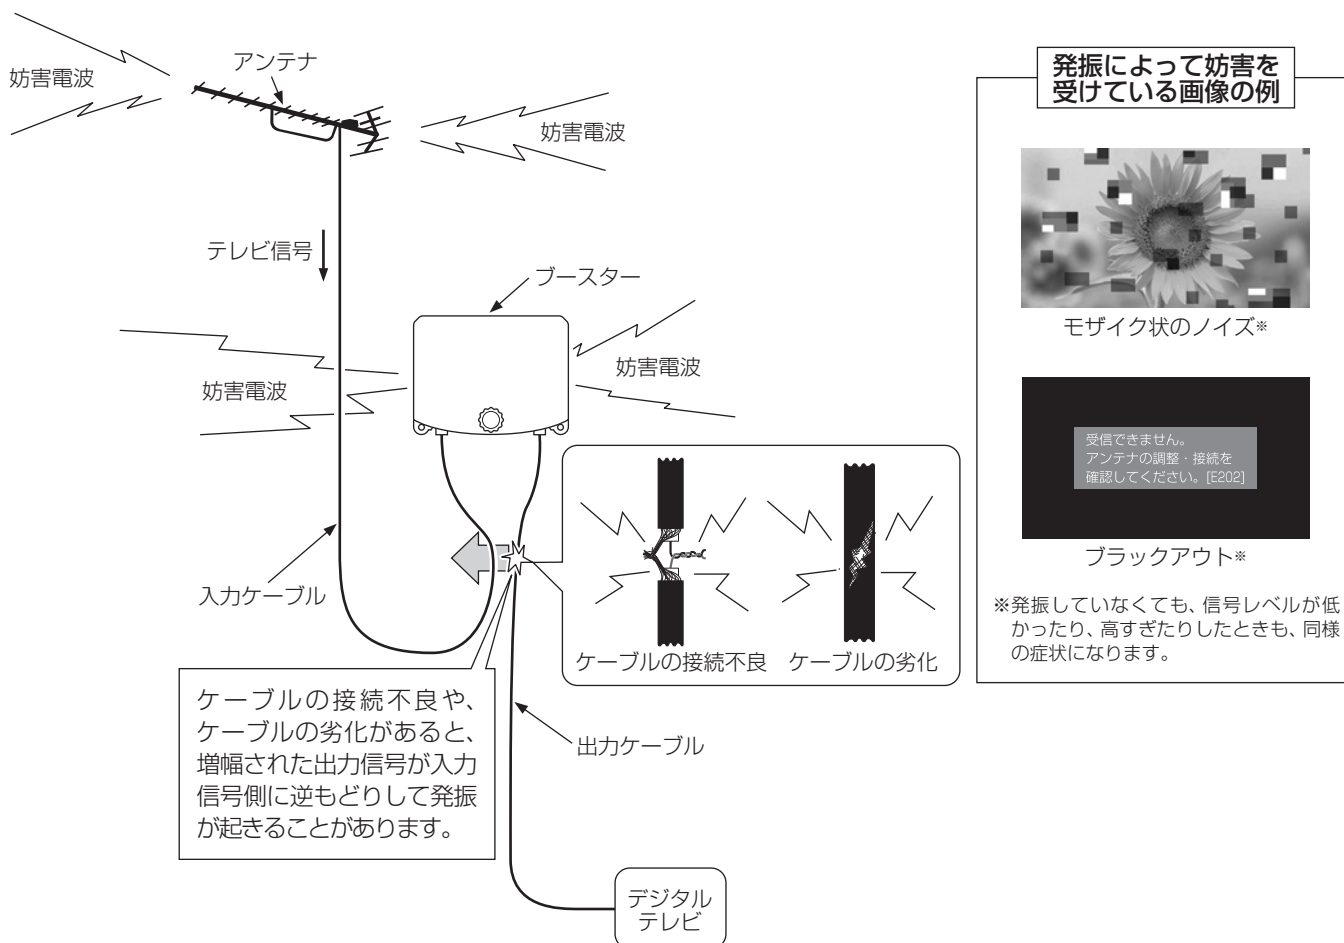 妨害電波
アンテナ
妨害電波
テレビ信号
ブースター
妨害電波
妨害電波
入力ケーブル
ケーブルの接続不良
ケーブルの劣化
ケーブルの接続不良や、
ケーブルの劣化があると、
増幅された出力信号が入力
信号側に逆もどりして発振
が起きることがあります。
出力ケーブル
デジタル
テレビ
発振によって妨害を
受けている画像の例
モザイク状のノイズ※
受信できません。
アンテナの調整・接続を
確認してください。[E202]
ブラックアウト※
※発振していなくても、信号レベルが低
かったり、高すぎたりしたときも、同様
の症状になります。